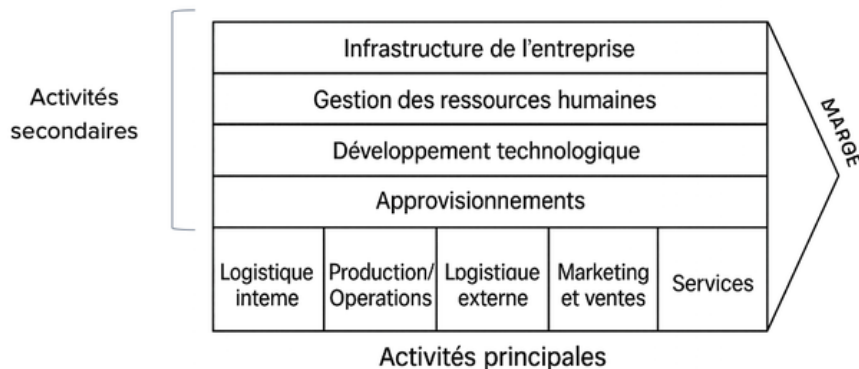 Infrastructure de l'entreprise
Activités
secondaires
Gestion des ressources humaines
Développement technologique
Approvisionnements
MARGE
Logistique
inteme
Production/
Operations
Logistique
externe
Marketing
et ventes
Services
Activités principales